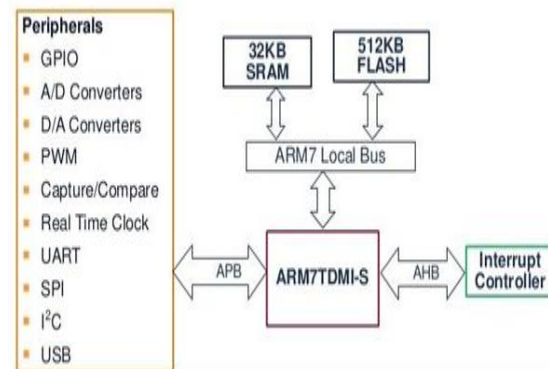 Peripherals
GPIO
A/D Converters
D/A Converters
PWM
Capture/Compare
Real Time Clock
UART
SPI
I²C
USB
32KB
SRAM
512KB
FLASH
ARM7 Local Bus
APB
ARM7TDMI-S
AHB
Interrupt
Controller